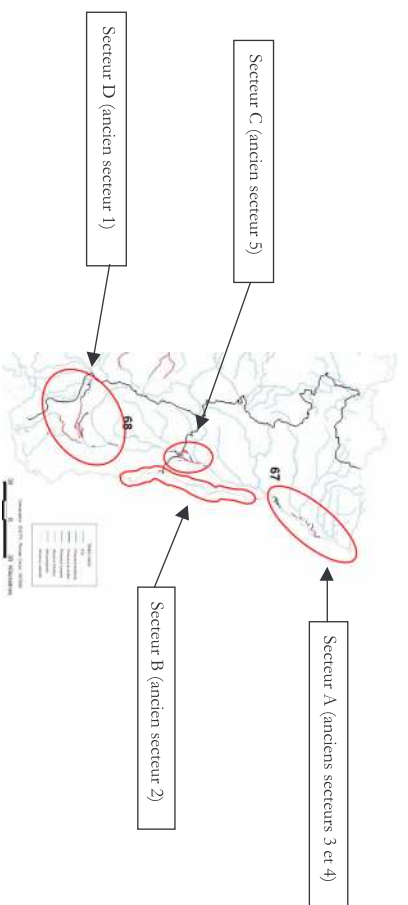 Secteur D (ancien secteur 1)
Secteur C (ancien secteur 5)
Secteur B (ancien secteur 2)
Secteur A (anciens secteurs 3 et 4)
68
67